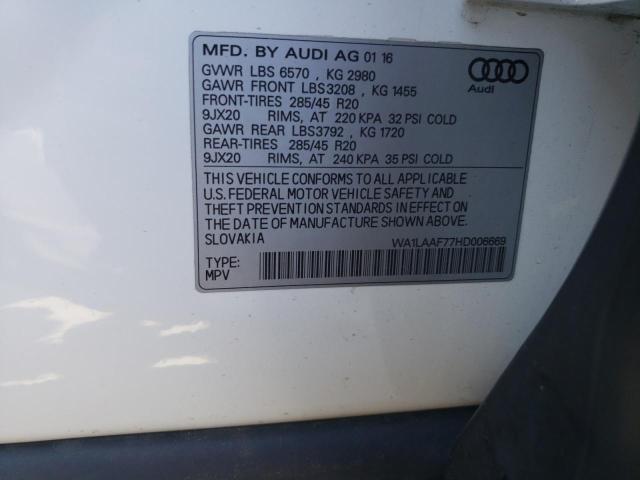 MFD. BY AUDI AG 01 16
GVWR LBS 6570 , KG 2980
GAWR FRONT LBS3208 , KG 1455
FRONT-TIRES 285/45 R20
9JX20 RIMS, AT 220 KPA 32 PSI COLD
GAWR REAR LBS3792 , KG 1720
REAR-TIRES 285/45 R20
9JX20 RIMS, AT 240 KPA 35 PSI COLD
Audi
THIS VEHICLE CONFORMS TO ALL APPLICABLE
U.S. FEDERAL MOTOR VEHICLE SAFETY AND
THEFT PREVENTION STANDARDS IN EFFECT ON
THE DATE OF MANUFACTURE SHOWN ABOVE.
SLOVAKIA WA1LAAF77HD006669
TYPE:
MPV